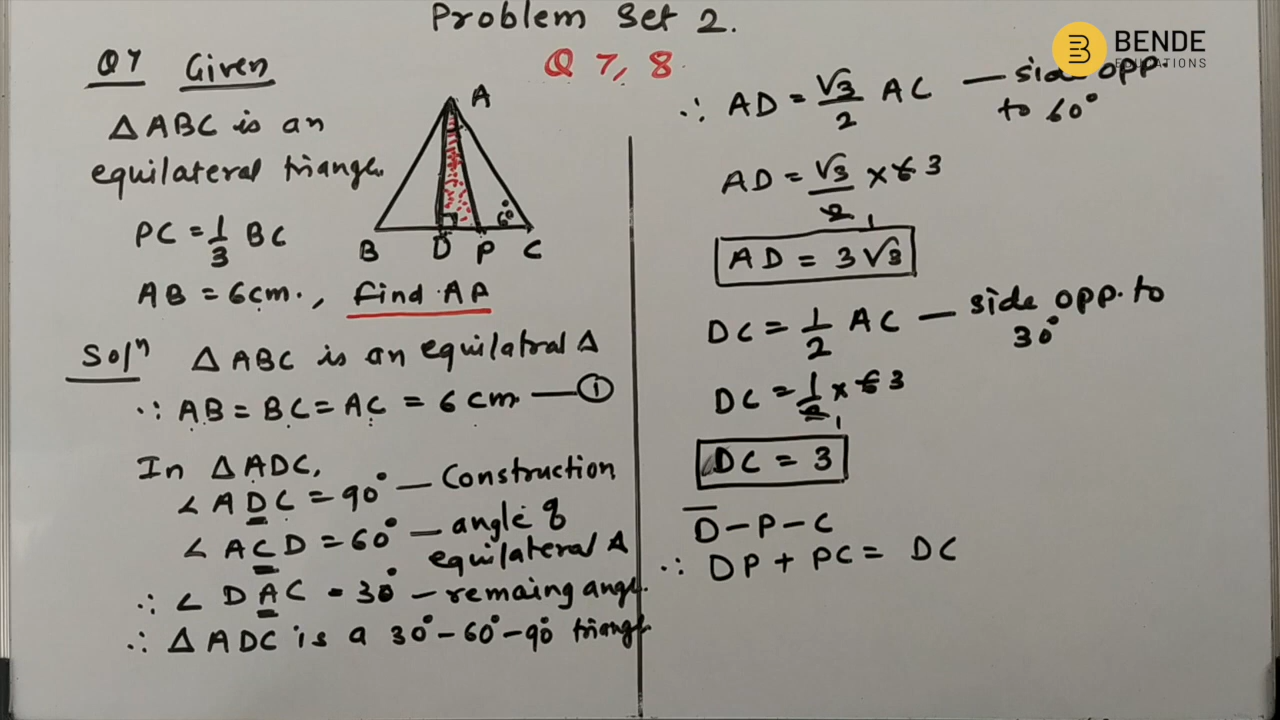 Problem Set 2.
Q 7, 8
BENDE
EDUCATIONS
Q7 Given
△ABC is an
equilateral triangle.
PC = 1/3 BC
AB = 6cm., find AP
A
B D P C
60°
Solⁿ △ABC is an equilatral △
∴ AB = BC = AC = 6 cm — ①
In △ADC,
∠ADC = 90° — Construction
∠ACD = 60° — angle of
equilateral △
∴ ∠DAC = 30° — remaing angle.
∴ △ADC is a 30°-60°-90° triangle
∴ AD = √3/2 AC — side opp.
to 60°
AD = √3/2 × 6 3
1
AD = 3√3
DC = 1/2 AC — side opp. to
30°
DC = 1/2 × 6 3
1
DC = 3
D - P - C
∴ DP + PC = DC